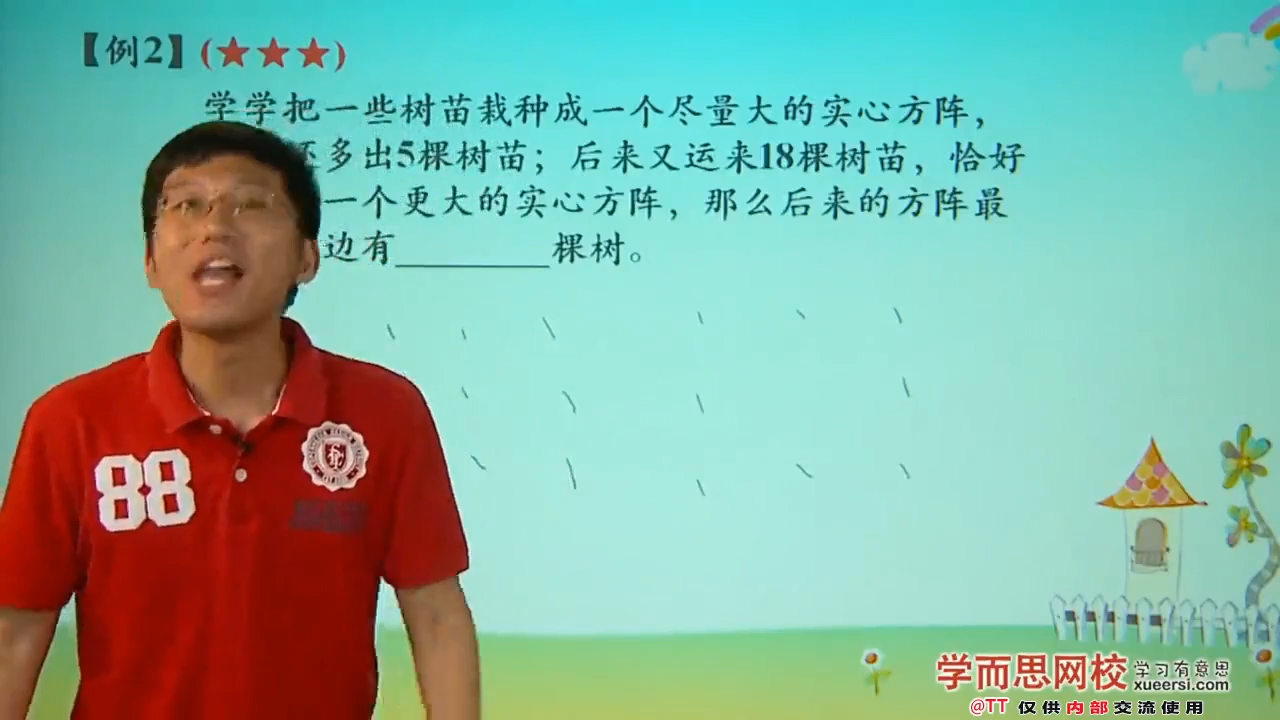 【例2】(★★★)
学学把一些树苗栽种成一个尽量大的实心方阵，
还多出5棵树苗；后来又运来18棵树苗，恰好
一个更大的实心方阵，那么后来的方阵最
边有________棵树。
88
学而思网校 学习有意思
xueersi.com
@TT 仅供内部交流使用